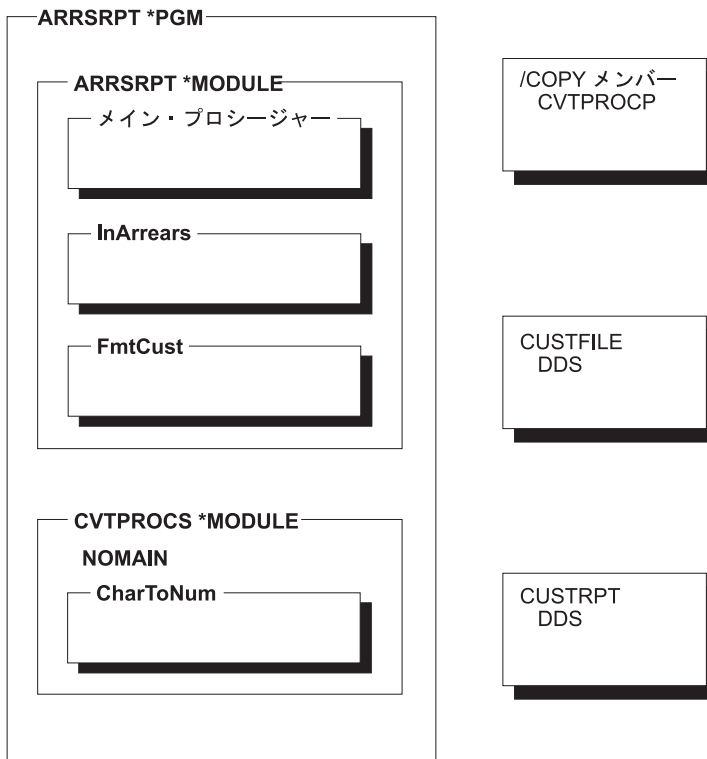 ARRSRPT *PGM
ARRSRPT *MODULE
メイン・プロシージャー
InArrears
FmtCust
CVTPROCS *MODULE
NOMAIN
CharToNum
/COPY メンバー
CVTPROCP
CUSTFILE
DDS
CUSTRPT
DDS